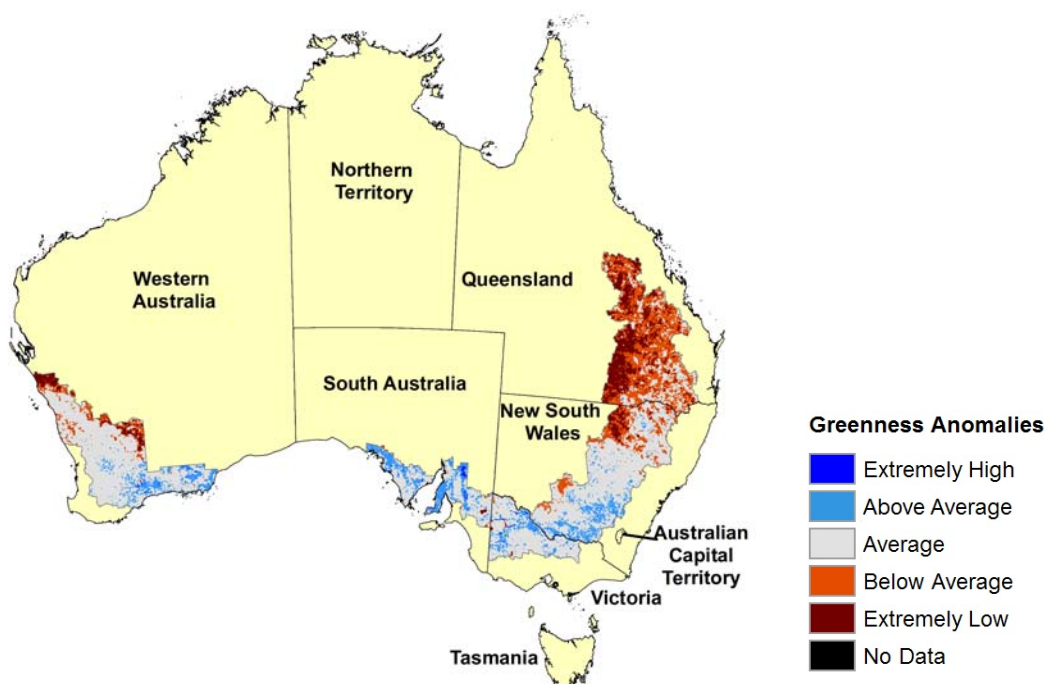 Northern
Territory
Western
Australia
Queensland
South Australia
New South
Wales
Australian
Capital
Territory
Victoria
Tasmania
Greenness Anomalies
Extremely High
Above Average
Average
Below Average
Extremely Low
No Data